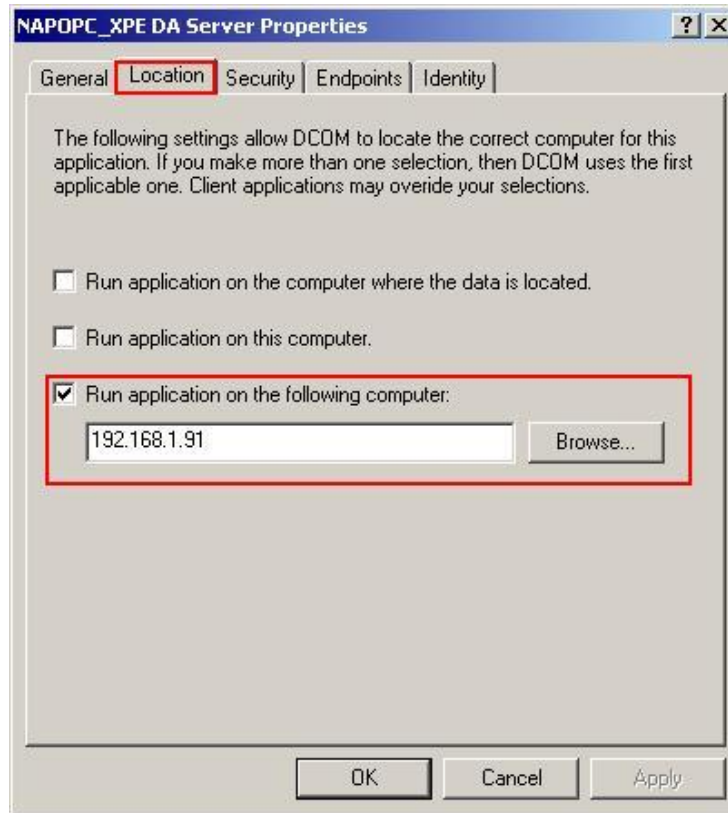 NAPOPC_XPE DA Server Properties
General Location Security Endpoints Identity
The following settings allow DCOM to locate the correct computer for this
application. If you make more than one selection, then DCOM uses the first
applicable one. Client applications may overide your selections.
Run application on the computer where the data is located.
Run application on this computer.
Run application on the following computer:
192.168.1.91 Browse...
OK Cancel Apply